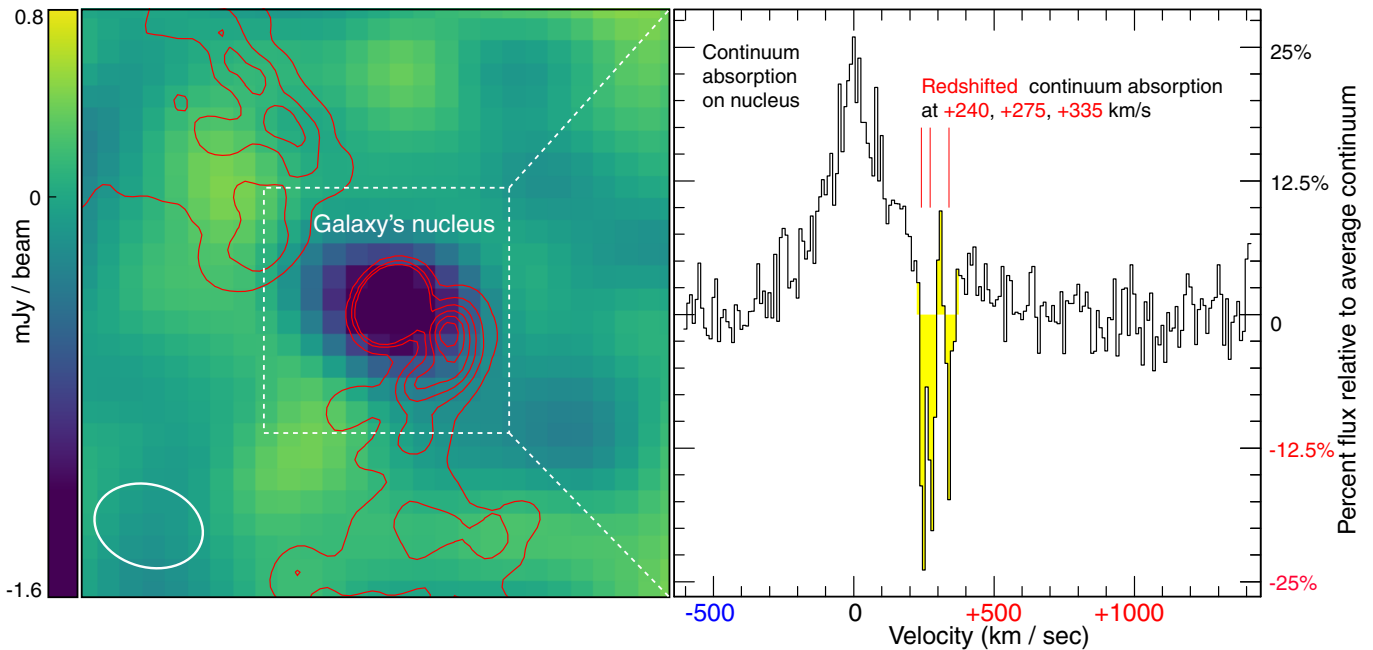 0.8
0
-1.6
mJy / beam
Galaxy's nucleus
Continuum
absorption
on nucleus
Redshifted continuum absorption
at +240, +275, +335 km/s
25%
12.5%
0
-12.5%
-25%
Percent flux relative to average continuum
-500
0
+500
+1000
Velocity (km / sec)